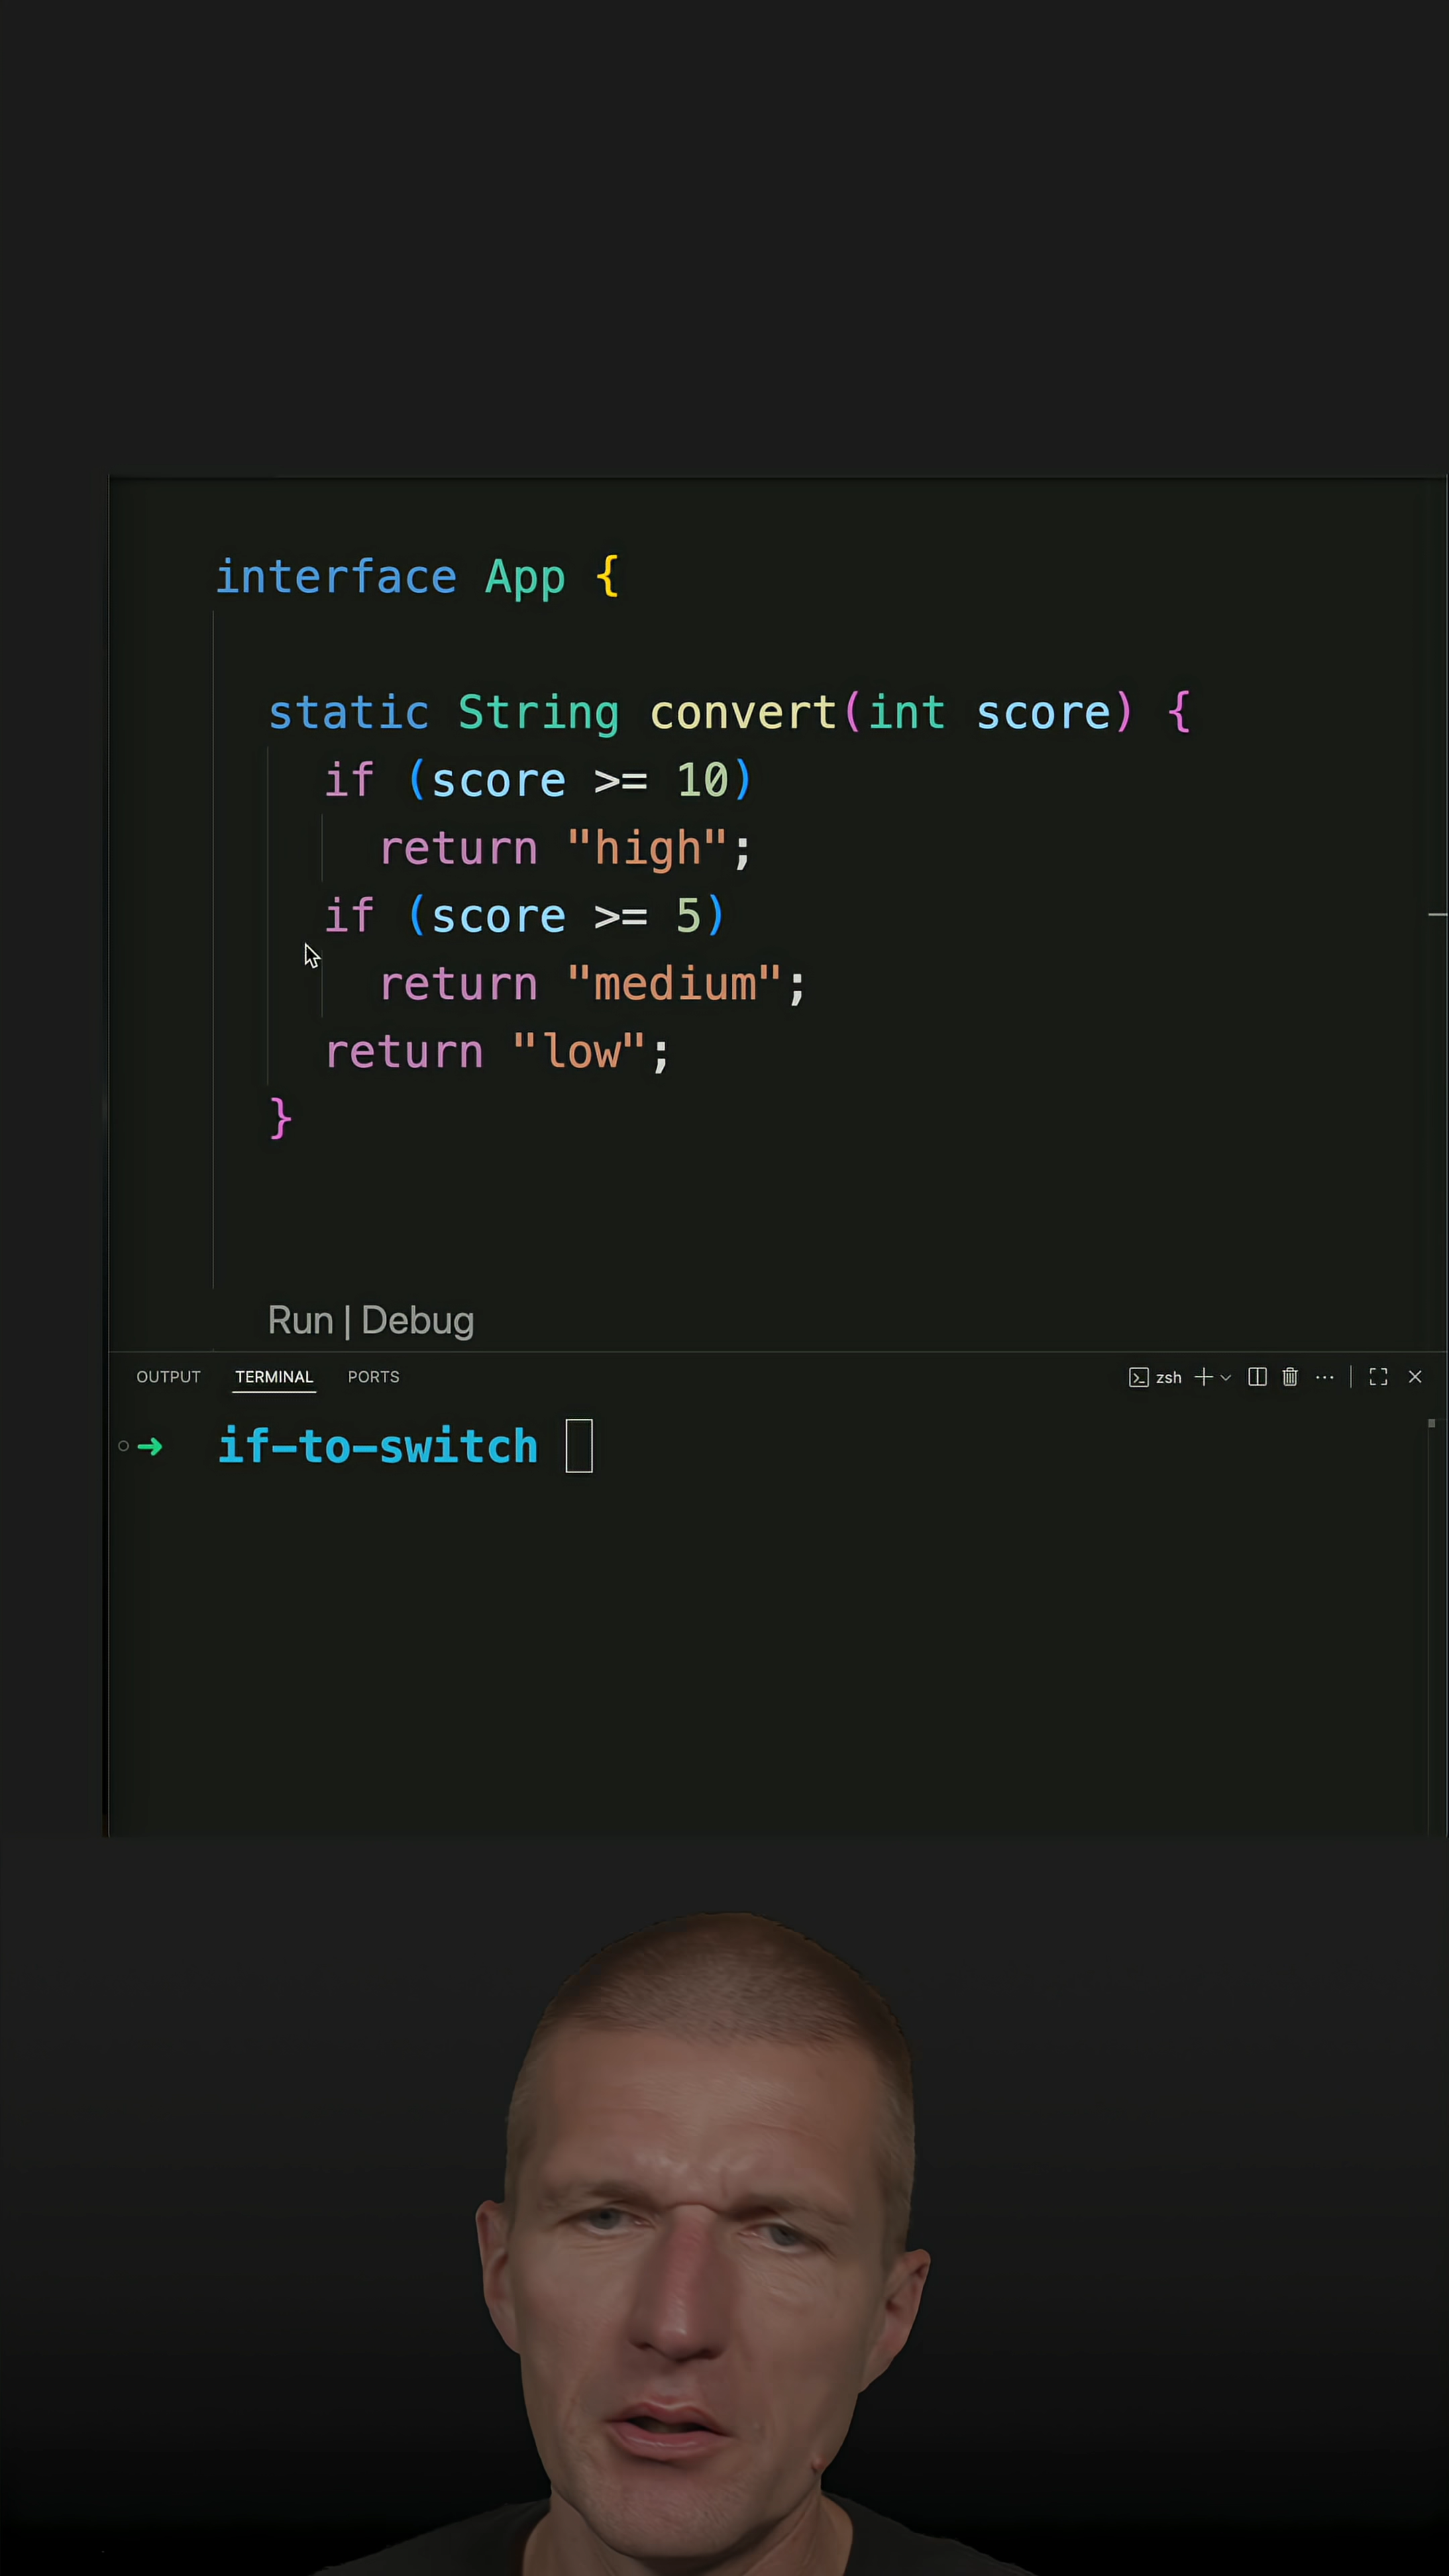 interface App {
static String convert(int score) {
if (score >= 10)
return "high";
if (score >= 5)
return "medium";
return "low";
}
Run | Debug
OUTPUT TERMINAL PORTS zsh
if-to-switch